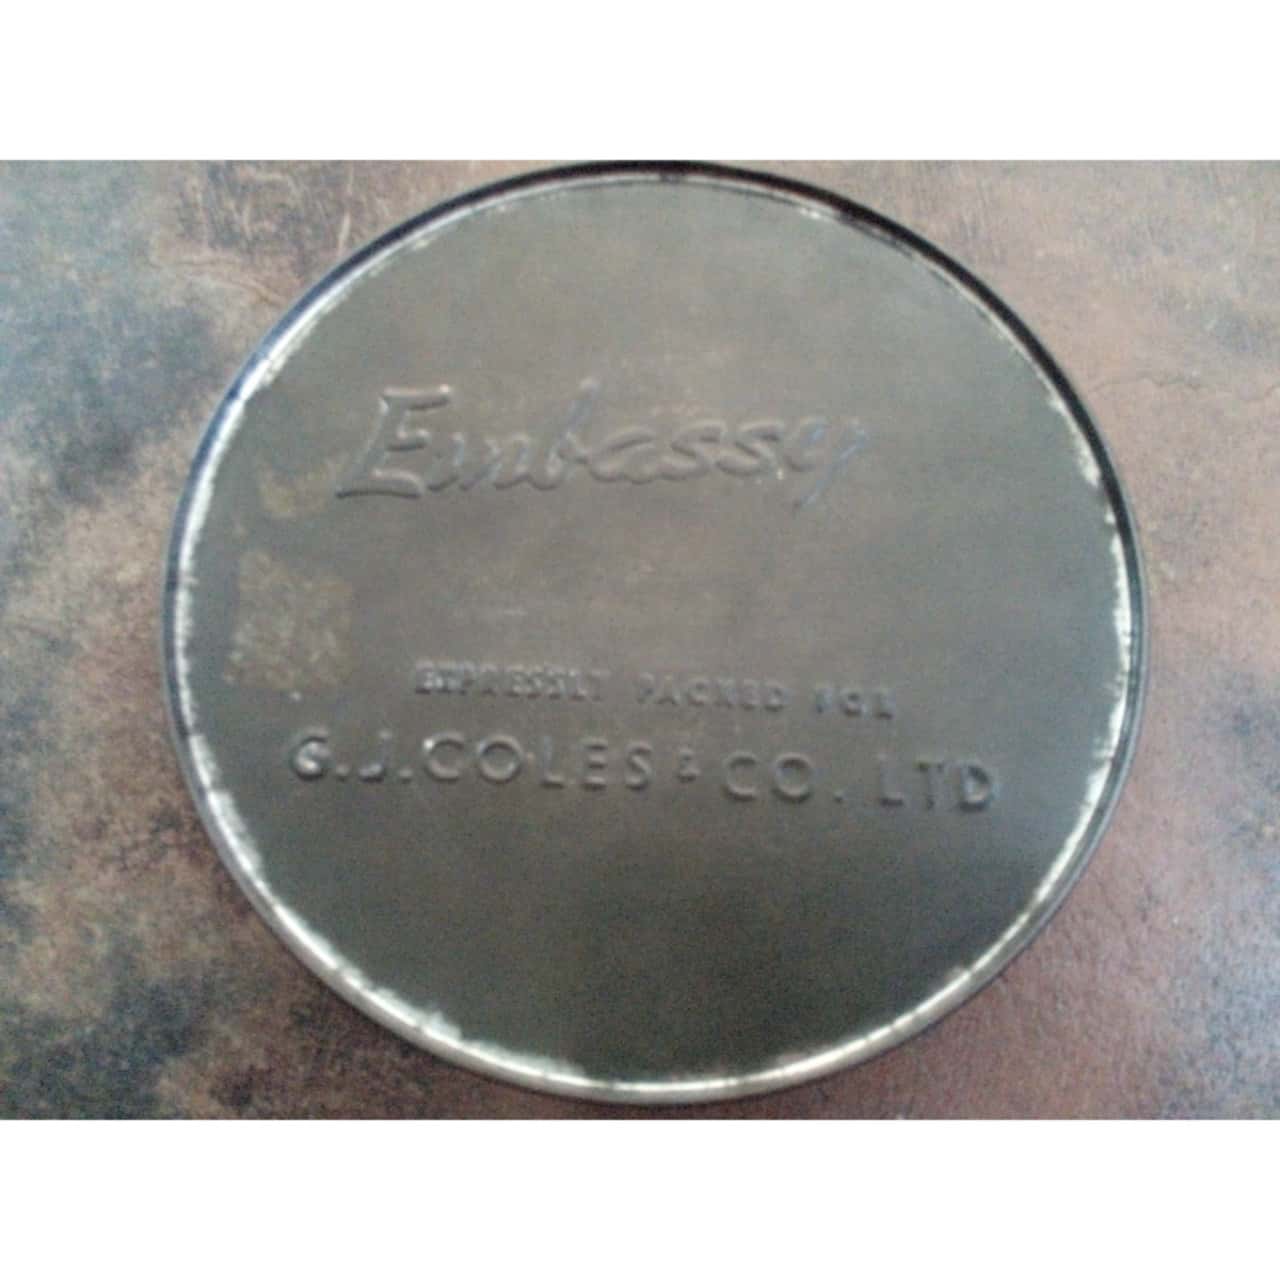 Embassy
EXPRESSLY PACKED FOR
G.J.COLES & CO. LTD